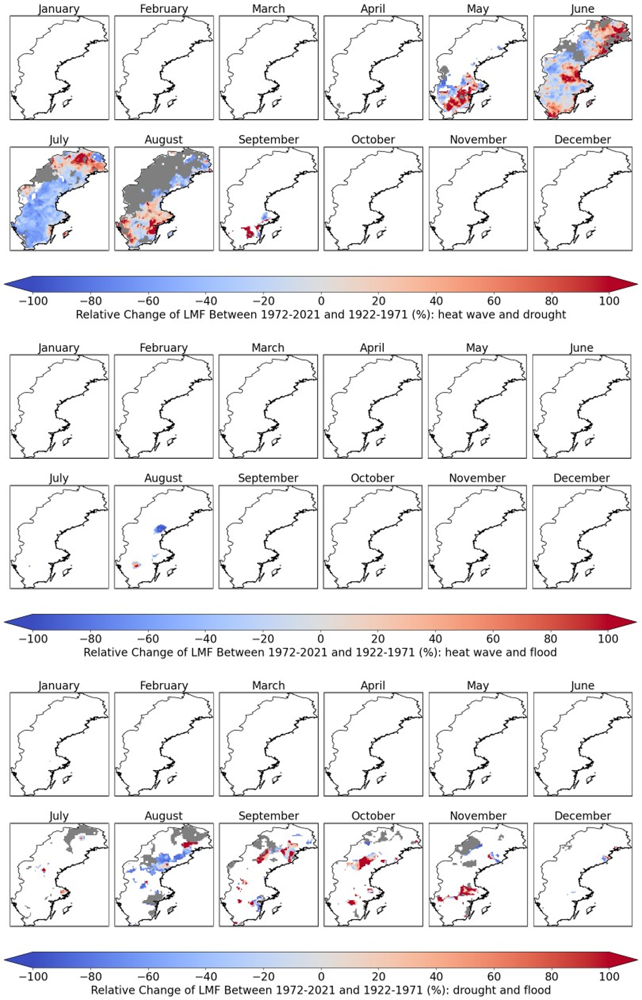 January February March April May June
July August September October November December
−100 −80 −60 −40 −20 0 20 40 60 80 100
Relative Change of LMF Between 1972-2021 and 1922-1971 (%): heat wave and drought
January February March April May June
July August September October November December
−100 −80 −60 −40 −20 0 20 40 60 80 100
Relative Change of LMF Between 1972-2021 and 1922-1971 (%): heat wave and flood
January February March April May June
July August September October November December
−100 −80 −60 −40 −20 0 20 40 60 80 100
Relative Change of LMF Between 1972-2021 and 1922-1971 (%): drought and flood